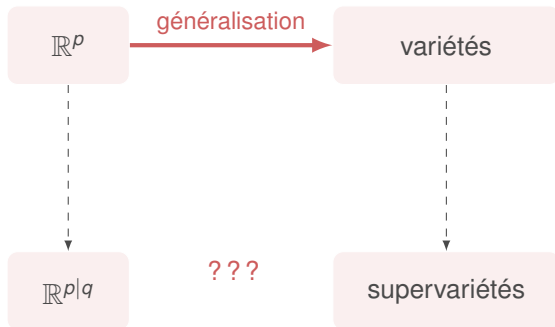 généralisation
ℝ^p variétés
? ? ?
ℝ^{p|q} supervariétés